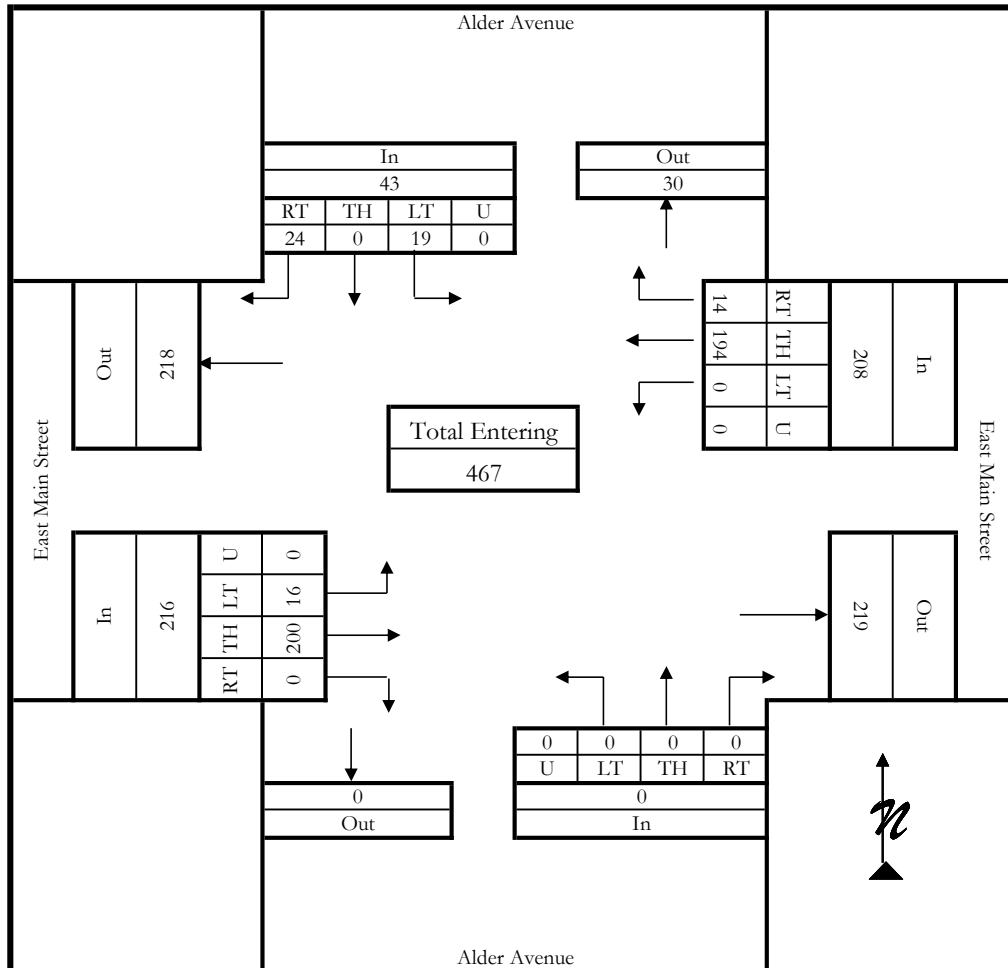 Alder Avenue
In
43
RT TH LT U
24 0 19 0
Out
30
Out
218
East Main Street
RT 14
TH 194
LT 0
U 0
208
In
East Main Street
Total Entering
467
In
216
U 0
LT 16
TH 200
RT 0
219
Out
0
Out
0 0 0 0
U LT TH RT
0
In
N
Alder Avenue